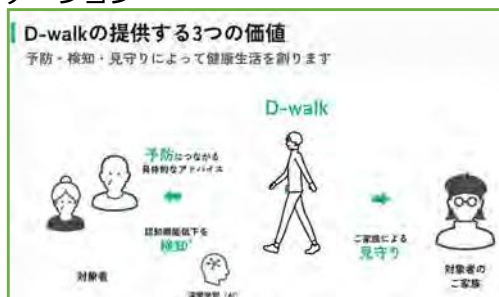 ーション
D-walkの提供する3つの価値
予防・検知・見守りによって健康生活を創ります
D-walk
予防につながる
具体的なアドバイス
認知機能低下を
検知
ご家族による
見守り
対象者
対象者の
ご家族